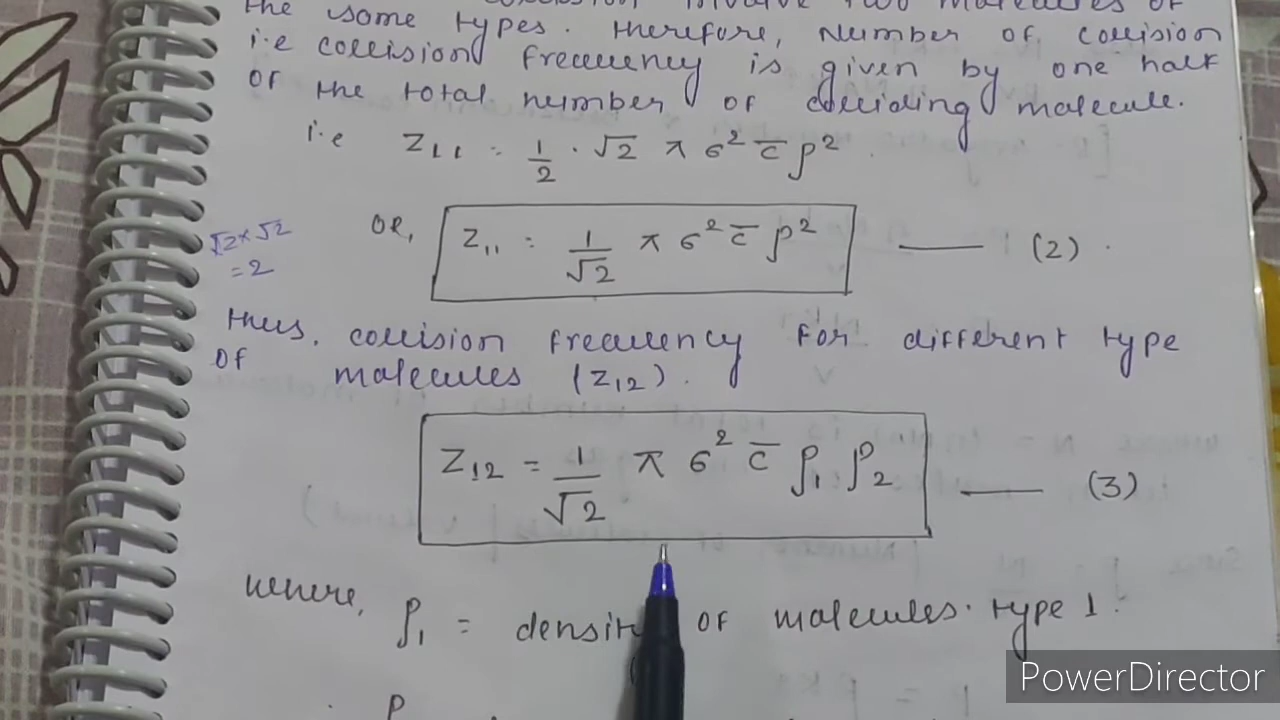 the same types. Therefore, Number of collision
i.e collision frequency is given by one half
of the total number of colliding molecule.
i.e Z₁₁ = 1/2 · √2 π σ² c̄ ρ²
√2 × √2
= 2
OR, Z₁₁ = 1/√2 π σ² c̄ ρ² —— (2).
thus, collision frequency for different type
of molecules (Z₁₂).
Z₁₂ = 1/√2 π σ² c̄ ρ₁ ρ₂ —— (3)
where, ρ₁ = density of molecules. type 1.
PowerDirector